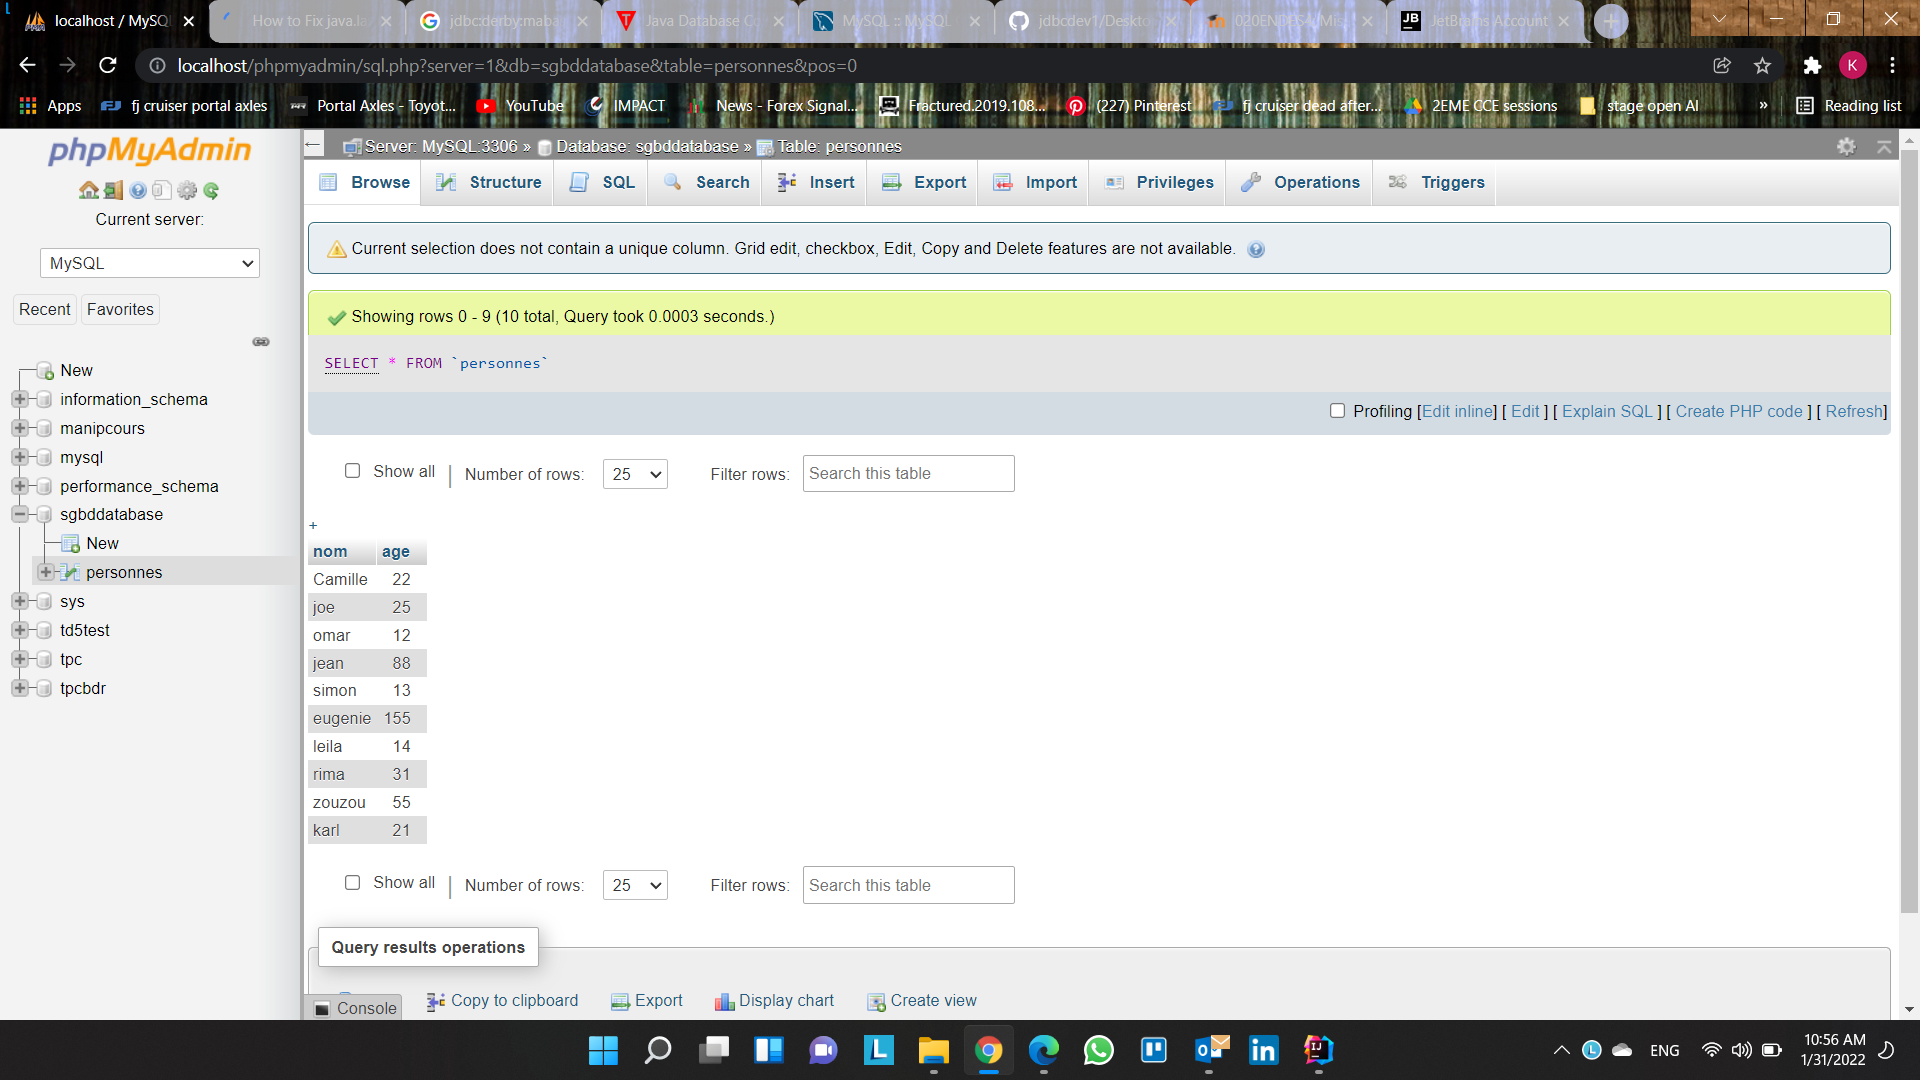 localhost / MySQ
How to Fix java.la
jdbc:derby:maba
Java Database Co
MySQL :: MySQL
jdbcdev1/Deskto
020ENDES4: Mis
JetBrains Account
localhost/phpmyadmin/sql.php?server=1&db=sgbddatabase&table=personnes&pos=0
K
Apps
fj cruiser portal axles
Portal Axles - Toyot...
YouTube
IMPACT
News - Forex Signal...
Fractured.2019.108...
(227) Pinterest
fj cruiser dead after...
2EME CCE sessions
stage open AI
»
Reading list
phpMyAdmin
Current server:
MySQL
Recent
Favorites
New
information_schema
manipcours
mysql
performance_schema
sgbddatabase
New
personnes
sys
td5test
tpc
tpcbdr
Server: MySQL:3306 » Database: sgbddatabase » Table: personnes
Browse
Structure
SQL
Search
Insert
Export
Import
Privileges
Operations
Triggers
Current selection does not contain a unique column. Grid edit, checkbox, Edit, Copy and Delete features are not available.
Showing rows 0 - 9 (10 total, Query took 0.0003 seconds.)
SELECT * FROM `personnes`
Profiling [Edit inline] [ Edit ] [ Explain SQL ] [ Create PHP code ] [ Refresh]
Show all | Number of rows: 25 Filter rows: Search this table
+
nom age
Camille 22
joe 25
omar 12
jean 88
simon 13
eugenie 155
leila 14
rima 31
zouzou 55
karl 21
Show all | Number of rows: 25 Filter rows: Search this table
Query results operations
Console
Copy to clipboard
Export
Display chart
Create view
ENG
10:56 AM
1/31/2022